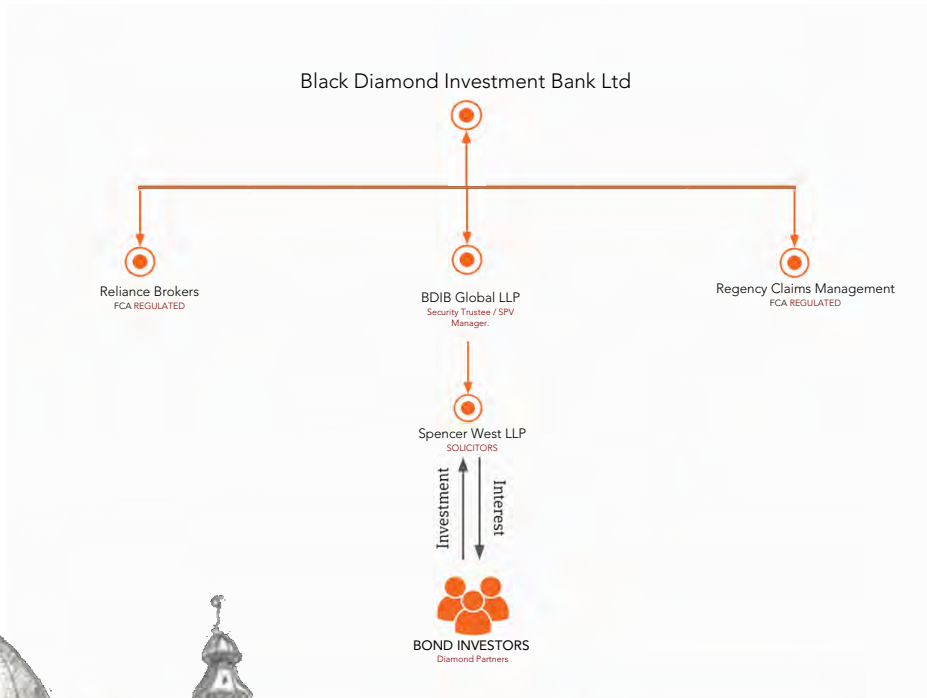 Black Diamond Investment Bank Ltd
Reliance Brokers
FCA REGULATED
BDIB Global LLP
Security Trustee / SPV
Manager.
Regency Claims Management
FCA REGULATED
Spencer West LLP
SOLICITORS
Investment
Interest
BOND INVESTORS
Diamond Partners